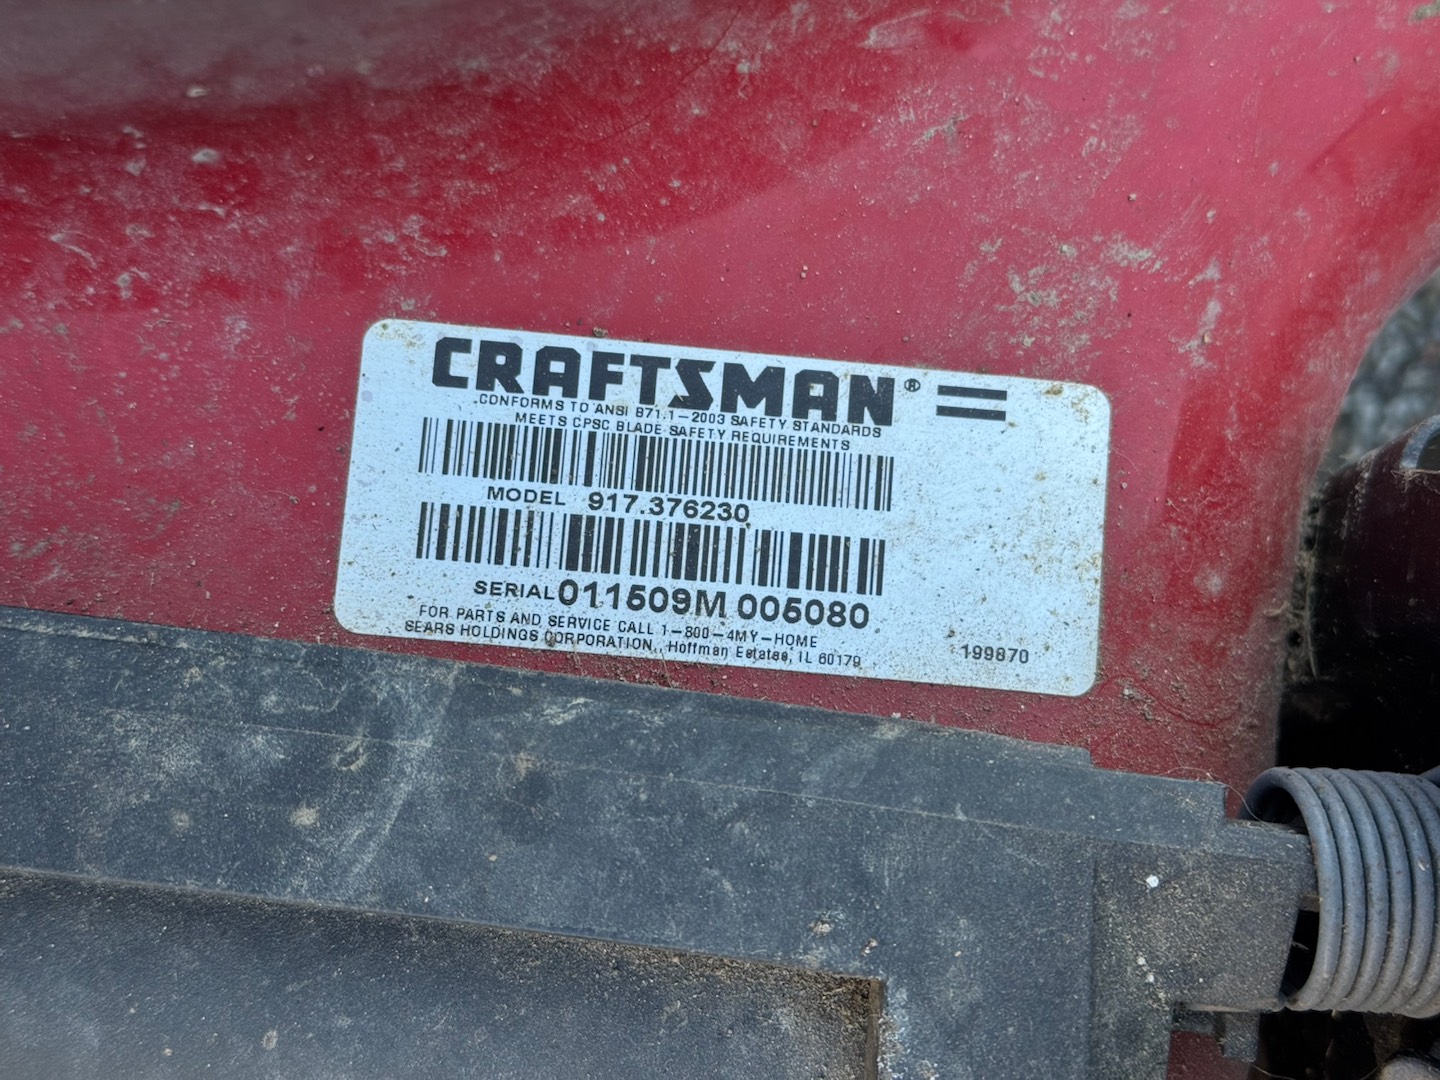 CRAFTSMAN®
CONFORMS TO ANSI B71.1-2003 SAFETY STANDARDS
MEETS CPSC BLADE SAFETY REQUIREMENTS
MODEL 917.376230
SERIAL 011509M 005080
FOR PARTS AND SERVICE CALL 1-800-4MY-HOME
SEARS HOLDINGS CORPORATION., Hoffman Estates, IL 60179
199870